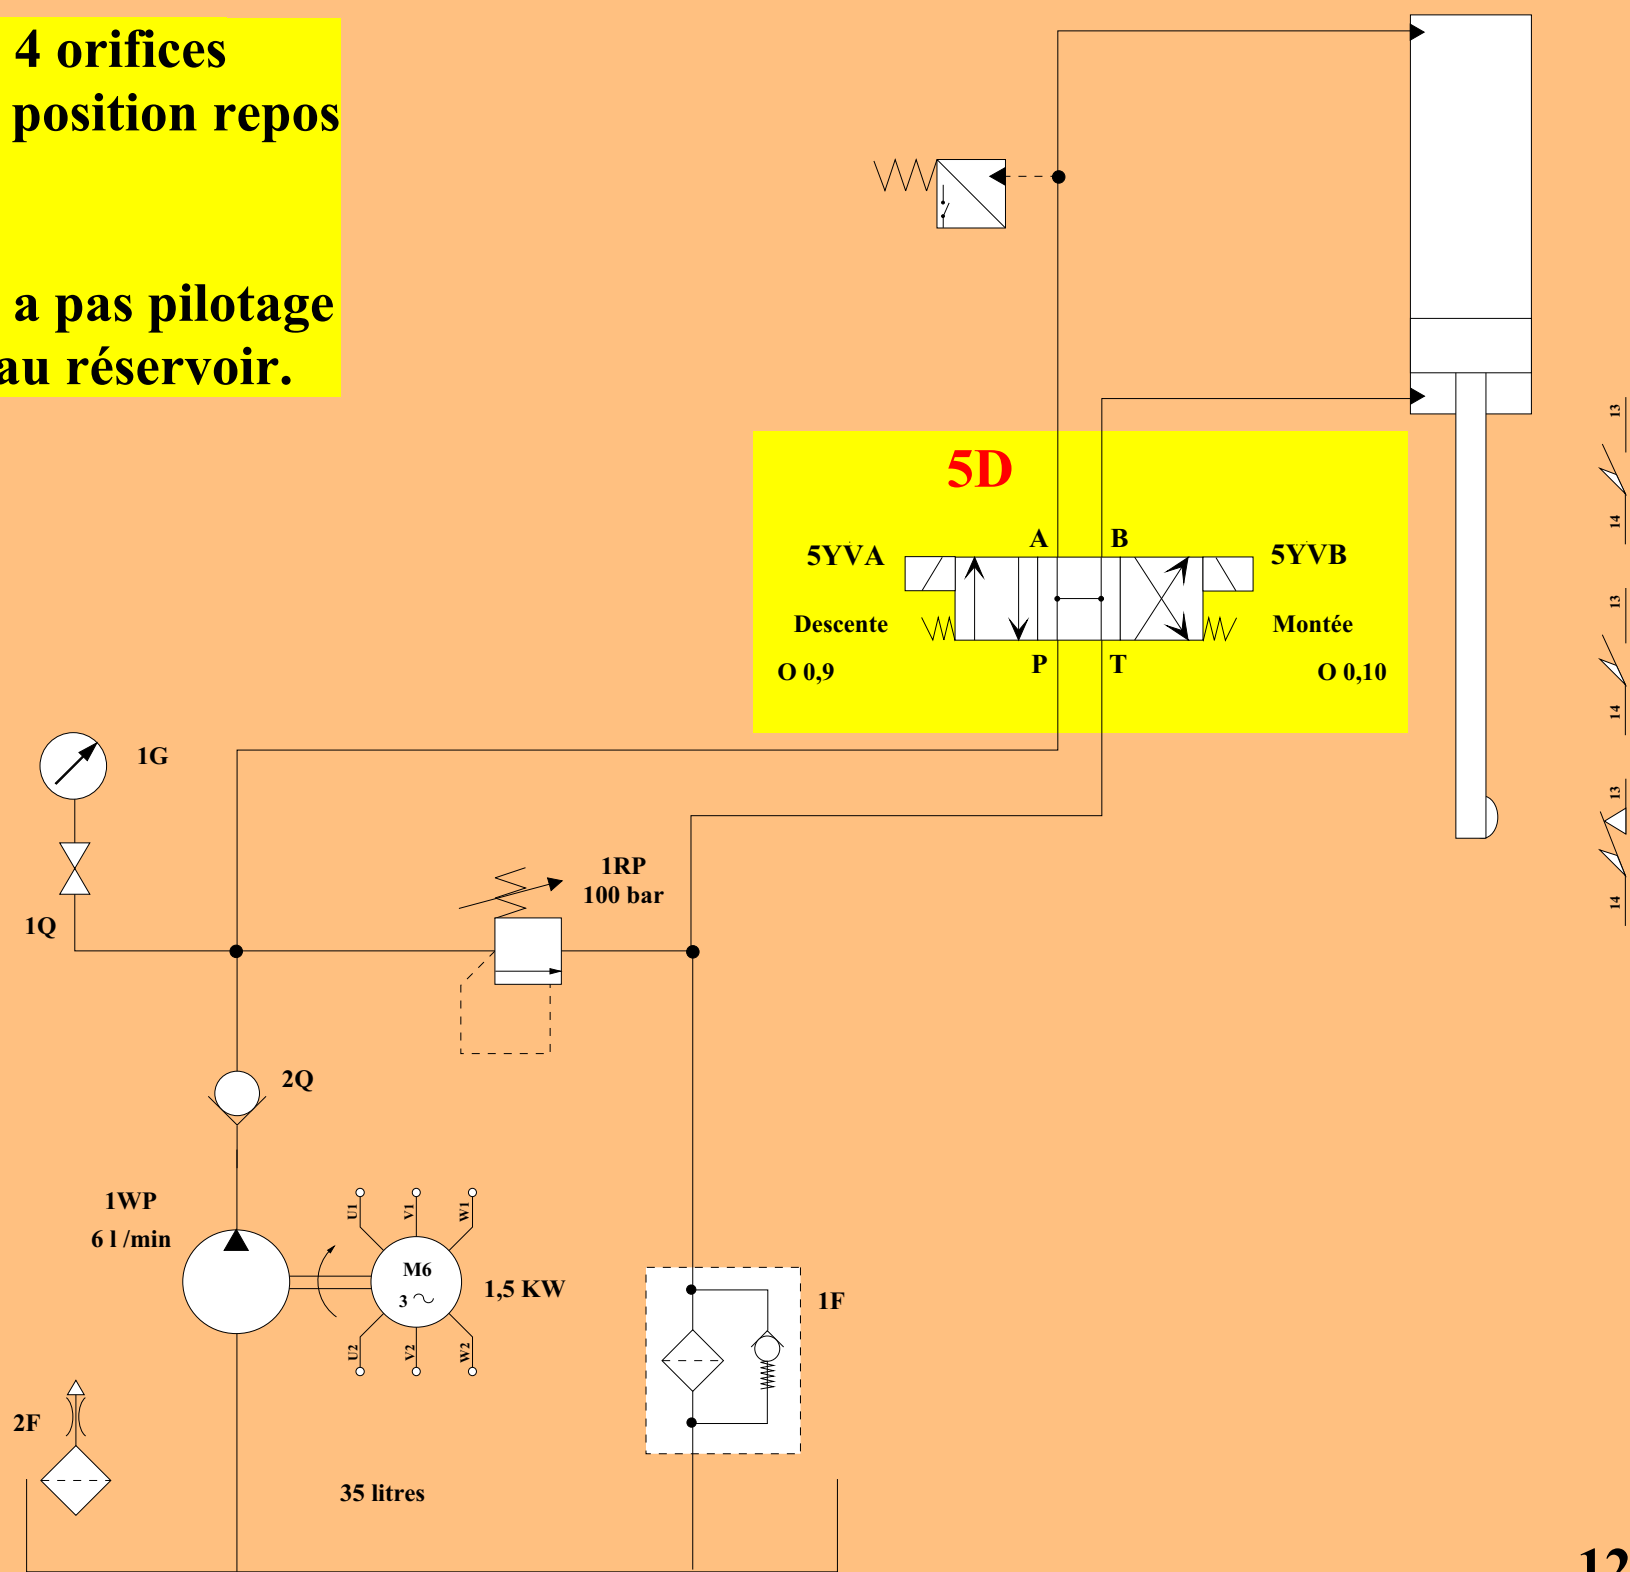 4 orifices
position repos
a pas pilotage
au réservoir.
5D
A B
5YVA 5YVB
Descente Montée
P T
O 0,9 O 0,10
13
14
13
14
13
14
1G
1RP
100 bar
1Q
2Q
1WP
6 l /min
U1 V1 W1
M6
3
1,5 KW
U2 V2 W2
1F
2F
35 litres
12